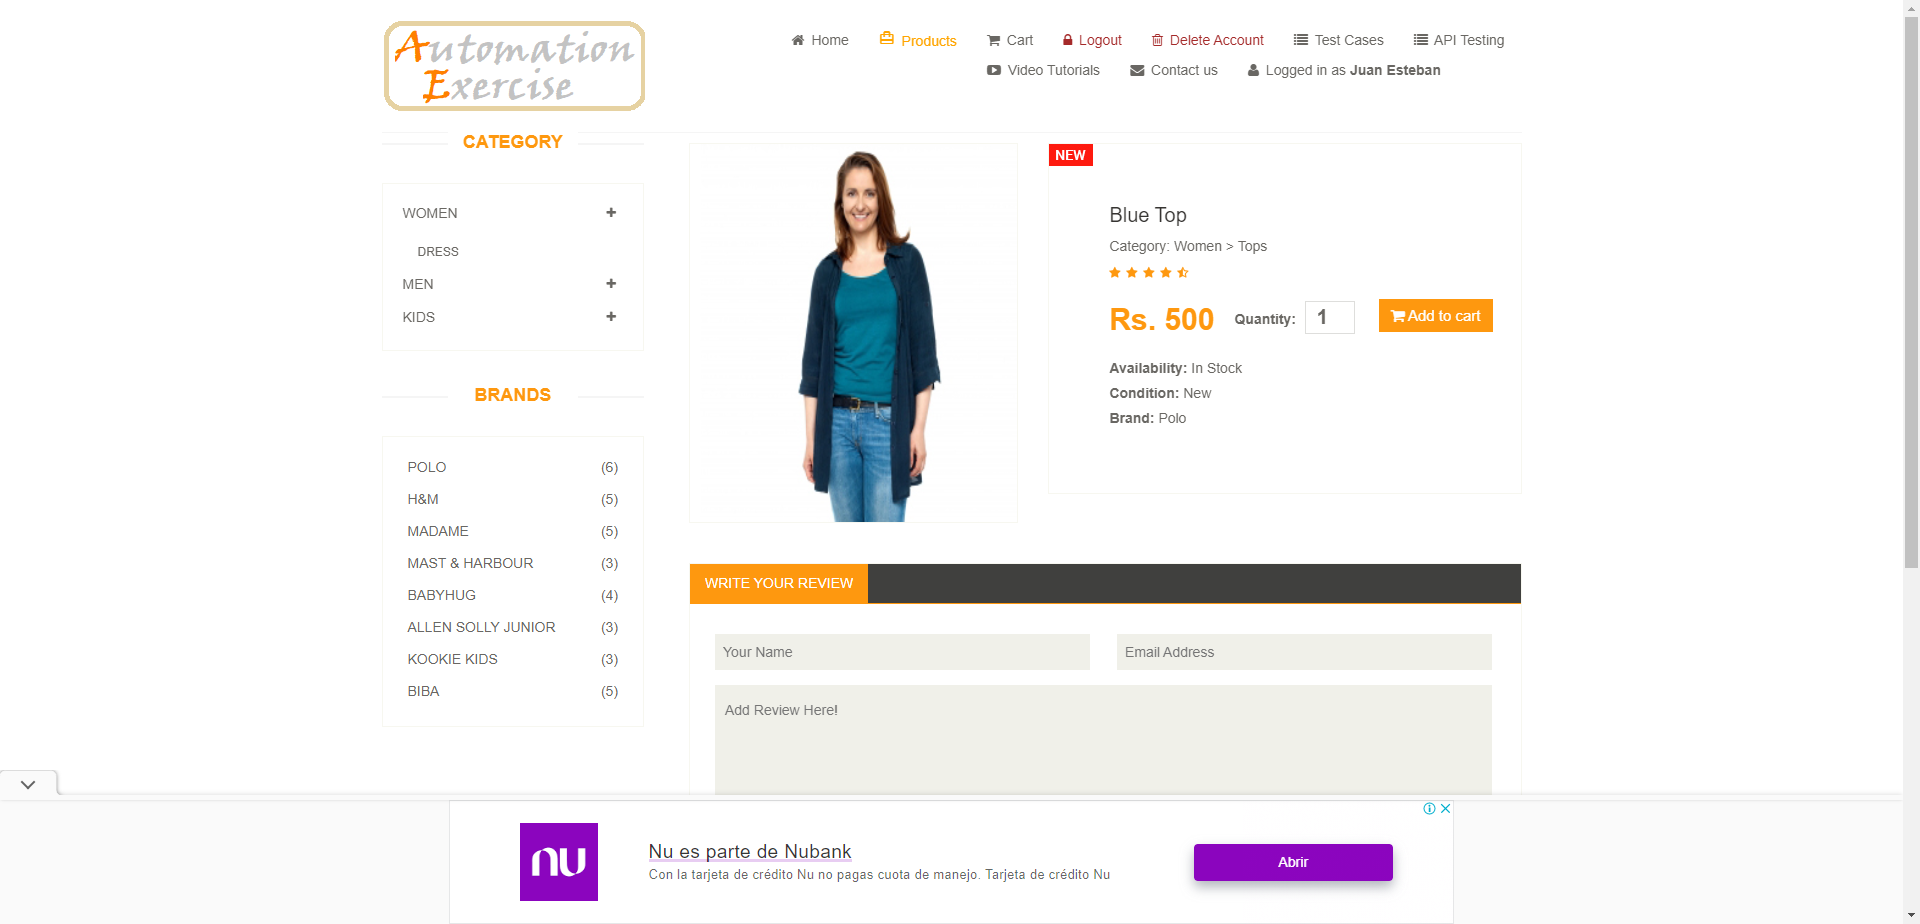 Automation
Exercise
Home
Products
Cart
Logout
Delete Account
Test Cases
API Testing
Video Tutorials
Contact us
Logged in as Juan Esteban
CATEGORY
WOMEN
DRESS
MEN
KIDS
BRANDS
POLO (6)
H&M (5)
MADAME (5)
MAST & HARBOUR (3)
BABYHUG (4)
ALLEN SOLLY JUNIOR (3)
KOOKIE KIDS (3)
BIBA (5)
NEW
Blue Top
Category: Women > Tops
Rs. 500 Quantity: 1 Add to cart
Availability: In Stock
Condition: New
Brand: Polo
WRITE YOUR REVIEW
Your Name
Email Address
Add Review Here!
nu
Nu es parte de Nubank
Con la tarjeta de crédito Nu no pagas cuota de manejo. Tarjeta de crédito Nu
Abrir